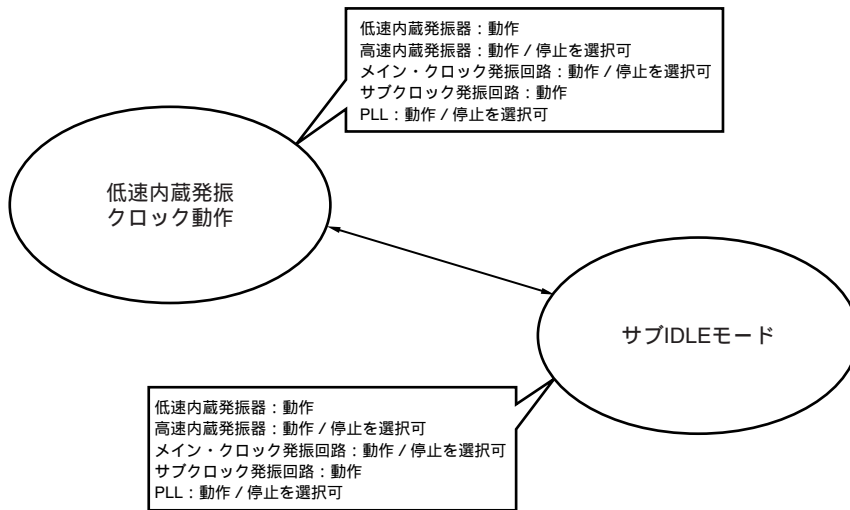 低速内蔵発振器：動作
高速内蔵発振器：動作 / 停止を選択可
メイン・クロック発振回路：動作 / 停止を選択可
サブクロック発振回路：動作
PLL：動作 / 停止を選択可
低速内蔵発振
クロック動作
サブIDLEモード
低速内蔵発振器：動作
高速内蔵発振器：動作 / 停止を選択可
メイン・クロック発振回路：動作 / 停止を選択可
サブクロック発振回路：動作
PLL：動作 / 停止を選択可